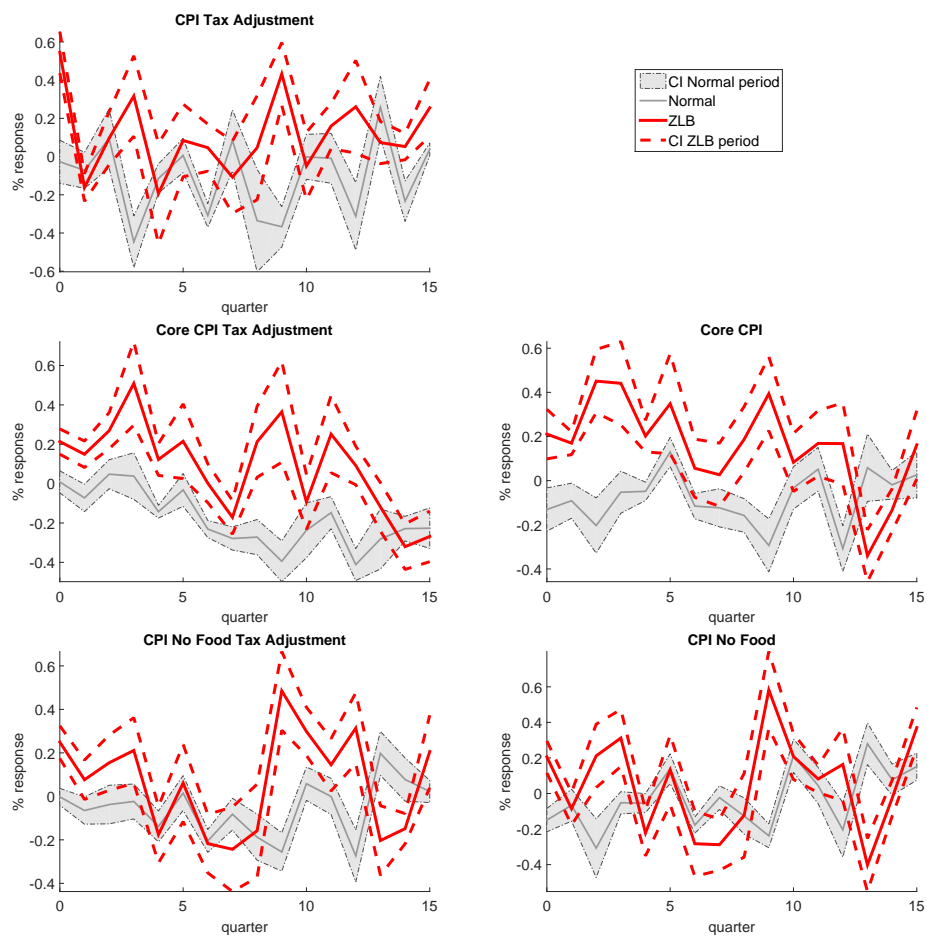 CPI Tax Adjustment
0.6
0.4
0.2
0
-0.2
-0.4
-0.6
% response
0
5
10
15
quarter
CI Normal period
Normal
ZLB
CI ZLB period
Core CPI Tax Adjustment
0.6
0.4
0.2
0
-0.2
-0.4
% response
0
5
10
15
quarter
Core CPI
0.6
0.4
0.2
0
-0.2
-0.4
% response
0
5
10
15
quarter
CPI No Food Tax Adjustment
0.6
0.4
0.2
0
-0.2
-0.4
% response
0
5
10
15
quarter
CPI No Food
0.6
0.4
0.2
0
-0.2
-0.4
% response
0
5
10
15
quarter